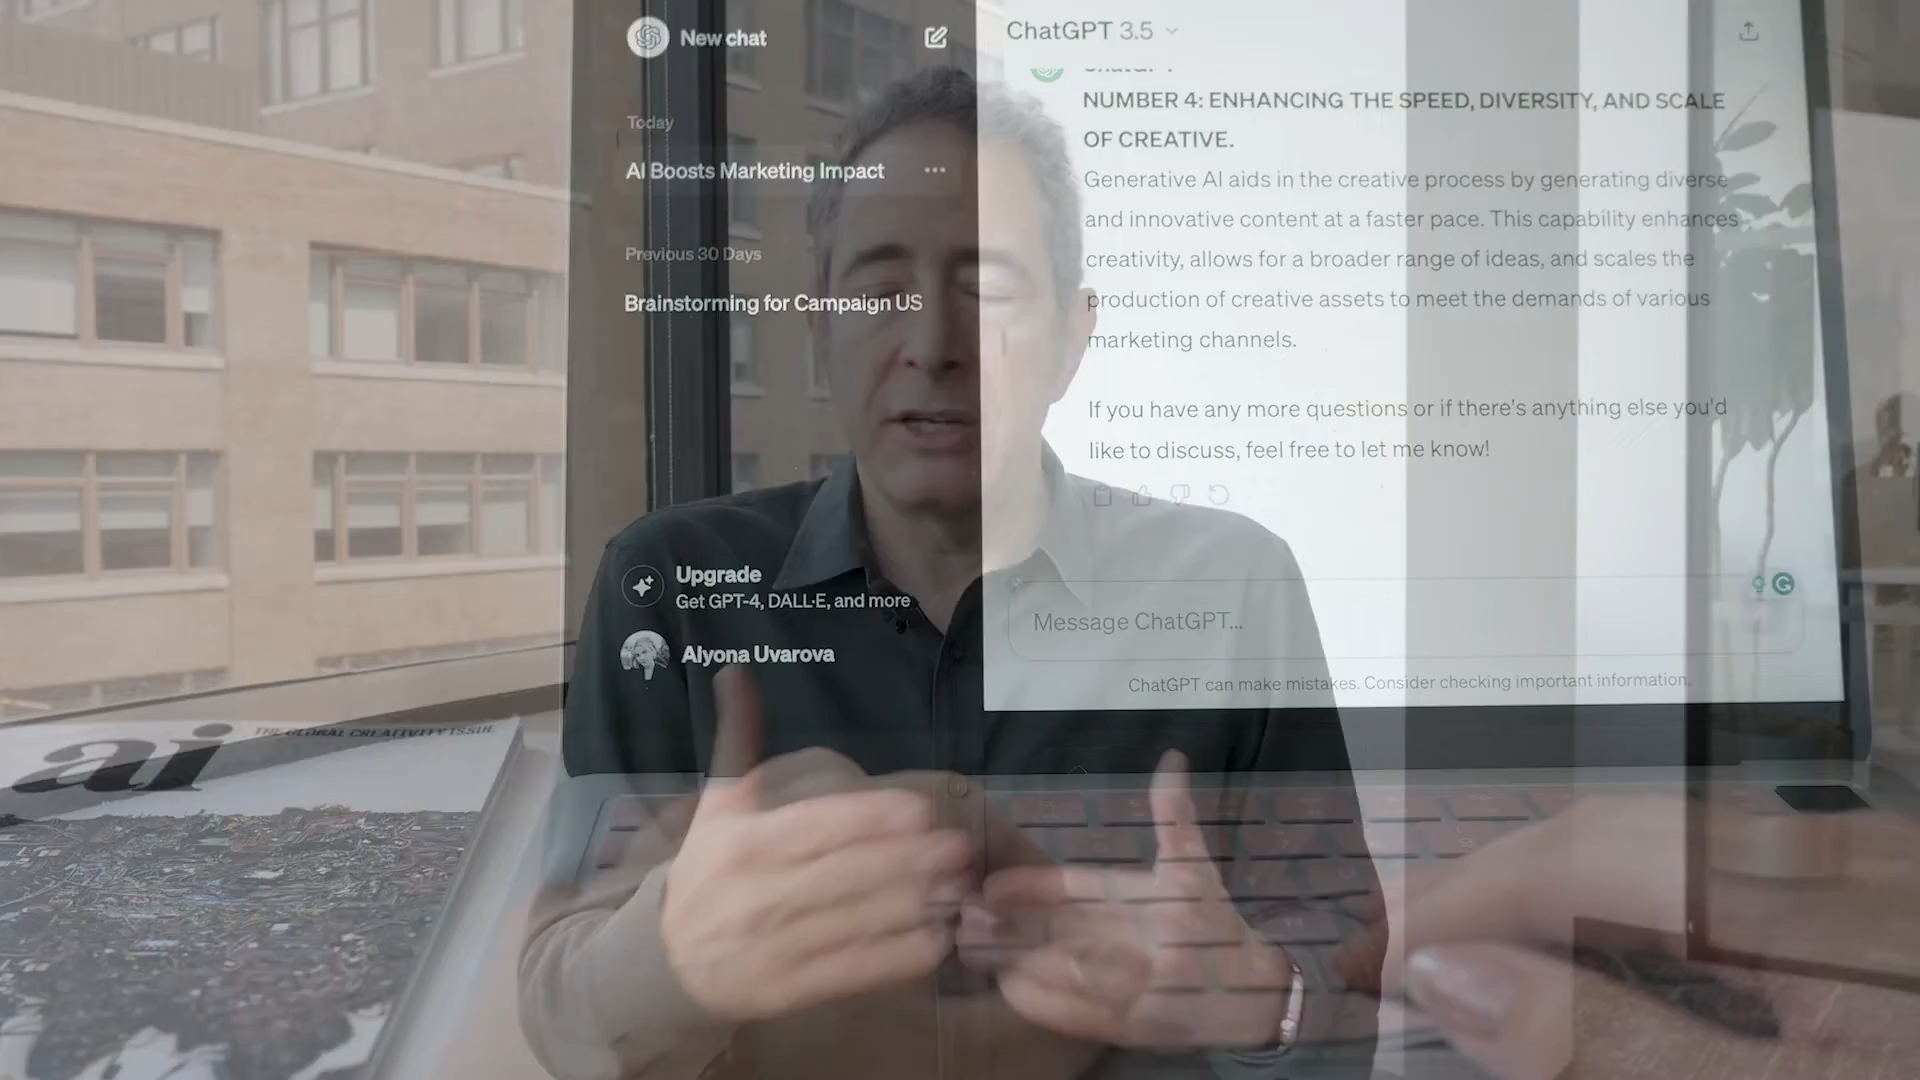 New chat
Today
AI Boosts Marketing Impact
Previous 30 Days
Brainstorming for Campaign US
Upgrade
Get GPT-4, DALL·E, and more
Alyona Uvarova
ChatGPT 3.5
ChatGPT
NUMBER 4: ENHANCING THE SPEED, DIVERSITY, AND SCALE
OF CREATIVE.
Generative AI aids in the creative process by generating diverse
and innovative content at a faster pace. This capability enhances
creativity, allows for a broader range of ideas, and scales the
production of creative assets to meet the demands of various
marketing channels.
If you have any more questions or if there's anything else you'd
like to discuss, feel free to let me know!
Message ChatGPT...
ChatGPT can make mistakes. Consider checking important information.
ai
THE GLOBAL CREATIVITY ISSUE